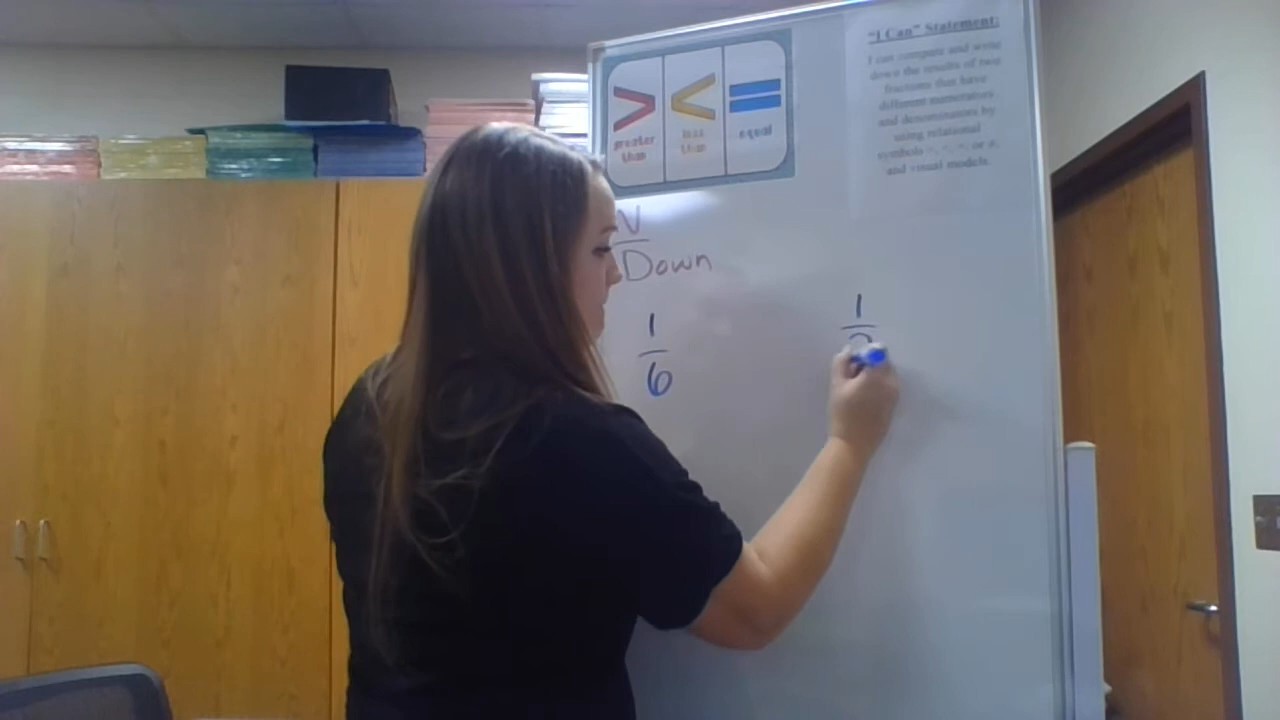 "I Can" Statement:
I can compare and write
down the results of two
fractions that have
different numerators
and denominators by
using relational
symbols >, <, =, or ≠,
and visual models.
> < =
greater than
less than
equal
N
Down
1
6
1